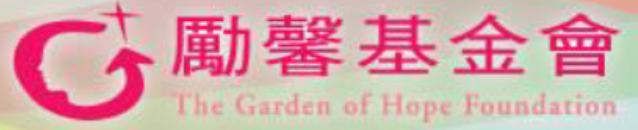 勵馨基金會
The Garden of Hope Foundation